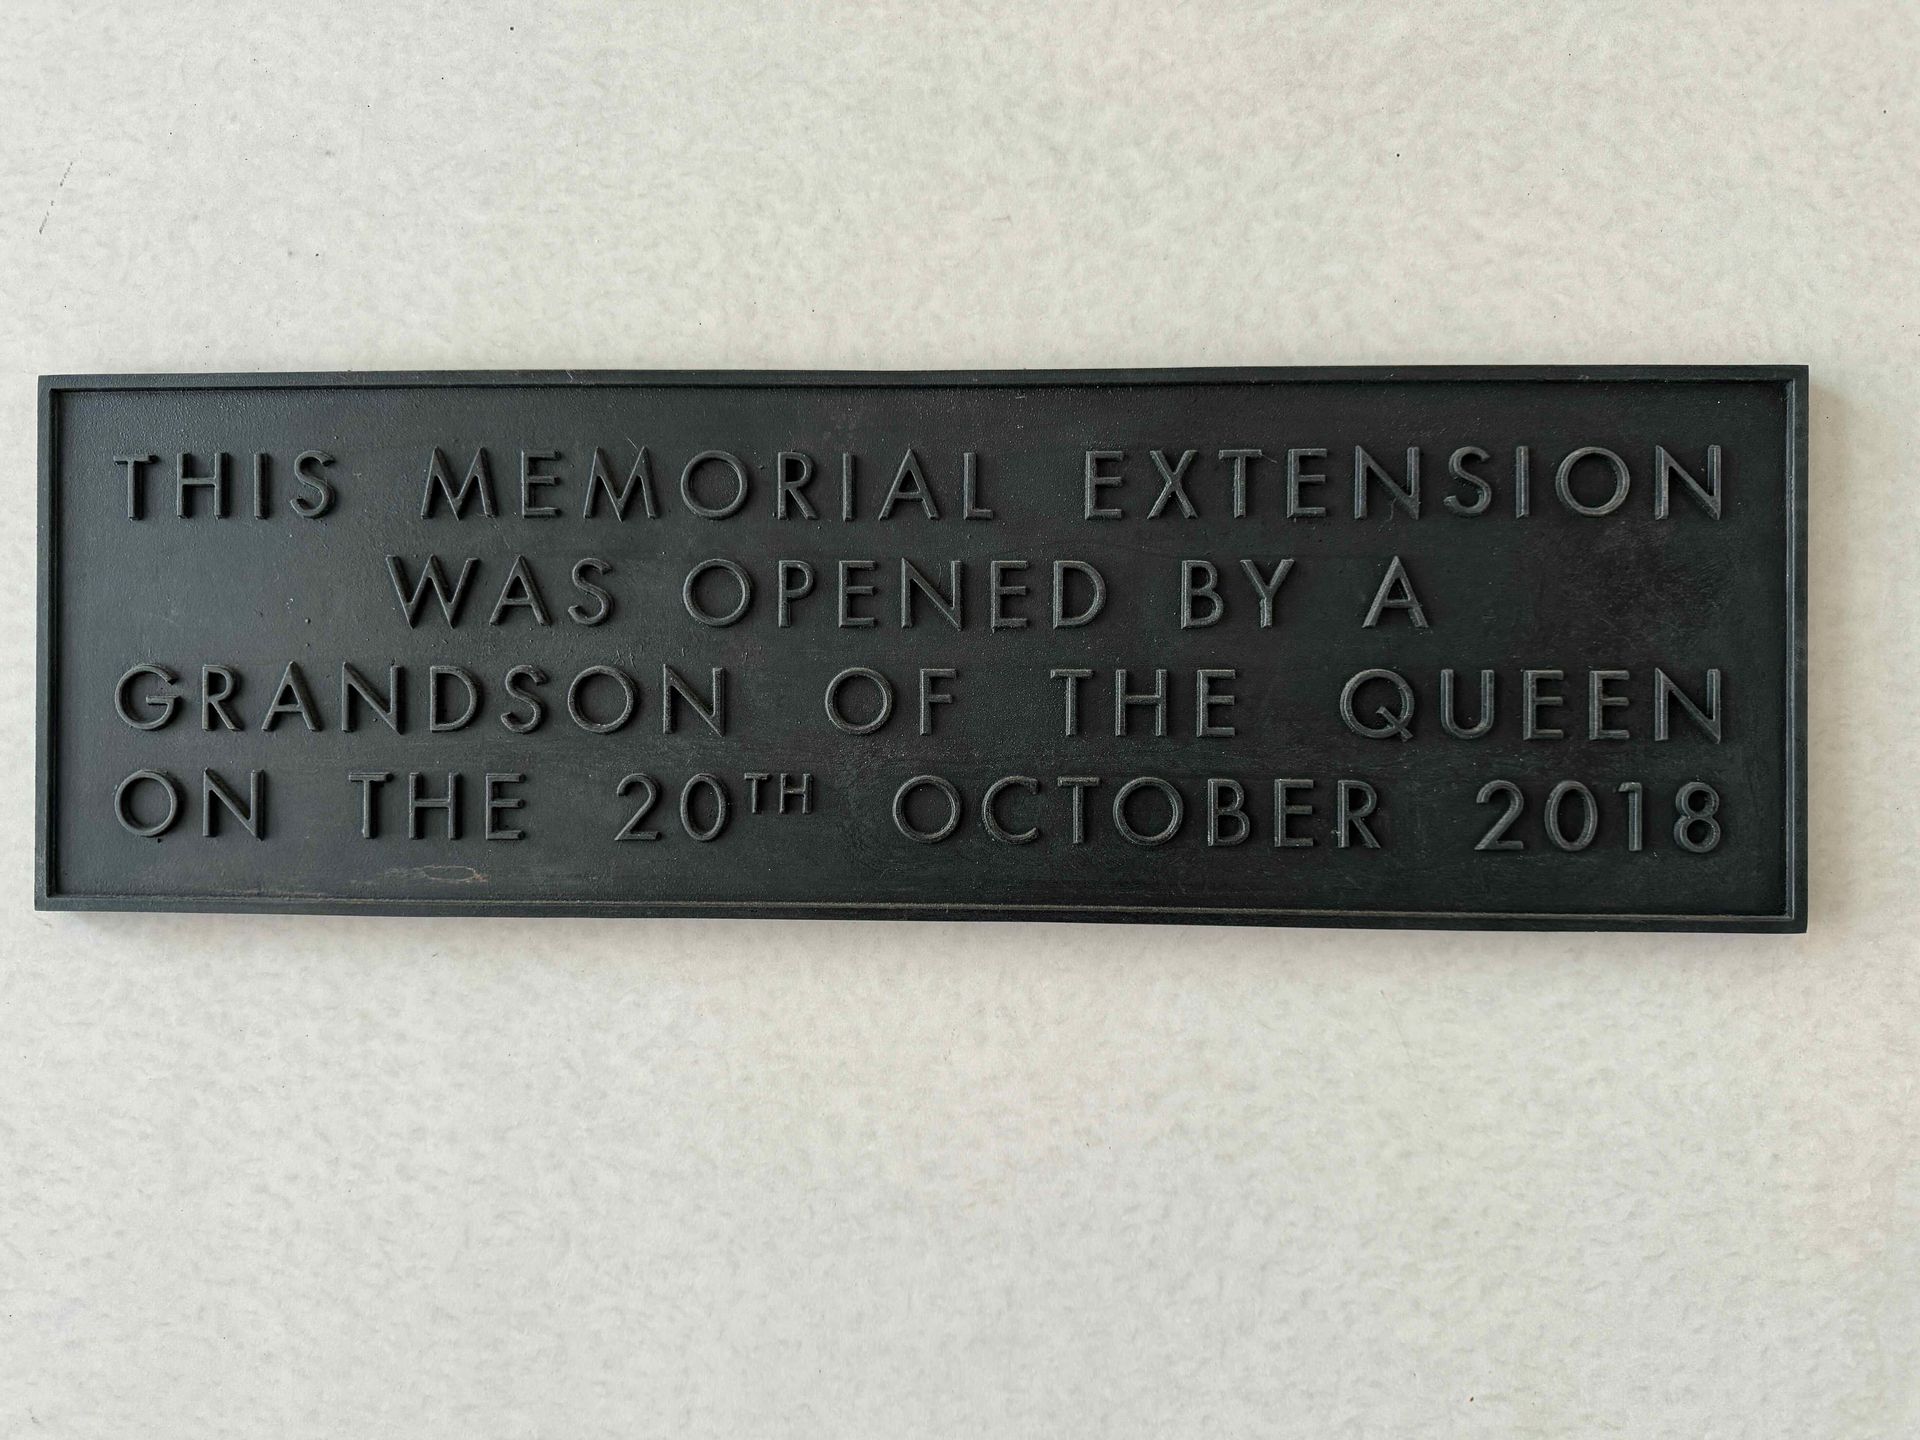 THIS MEMORIAL EXTENSION
WAS OPENED BY A
GRANDSON OF THE QUEEN
ON THE 20TH OCTOBER 2018